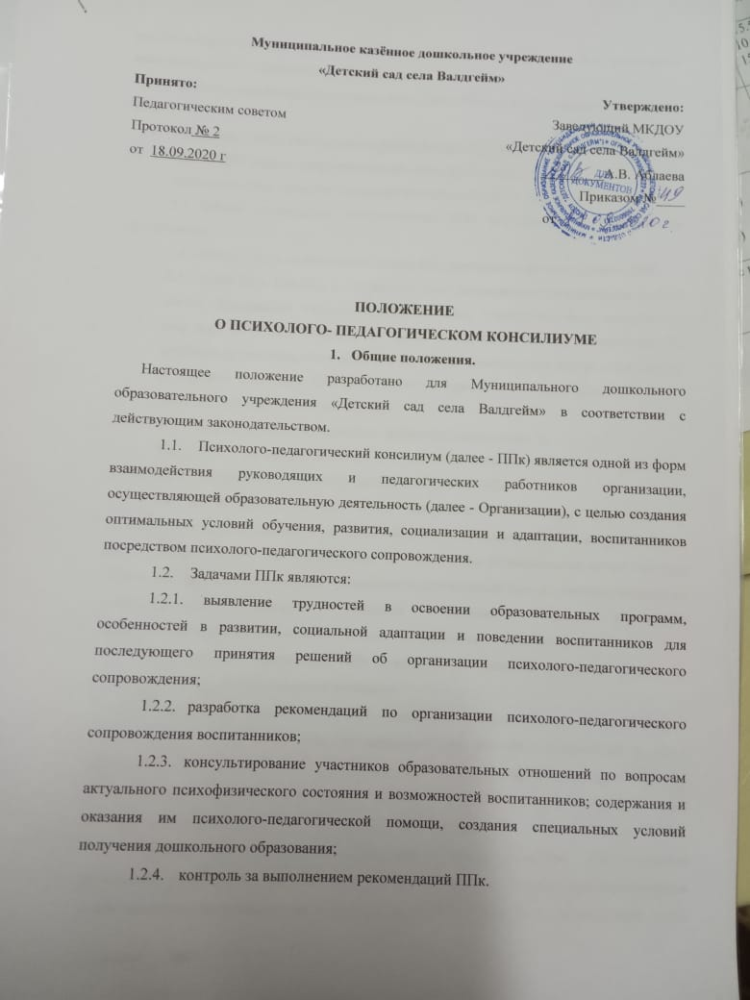 Муниципальное казённое дошкольное учреждение
«Детский сад села Валдгейм»
Принято:
Педагогическим советом
Протокол № 2
от 18.09.2020 г
Утверждено:
Заведующий МКДОУ
«Детский сад села Валдгейм»
А.В. Аблаева
Приказом № 49
от
ДЛЯ
ДОКУМЕНТОВ
ПОЛОЖЕНИЕ
О ПСИХОЛОГО- ПЕДАГОГИЧЕСКОМ КОНСИЛИУМЕ
1. Общие положения.
Настоящее положение разработано для Муниципального дошкольного
образовательного учреждения «Детский сад села Валдгейм» в соответствии с
действующим законодательством.
1.1. Психолого-педагогический консилиум (далее - ППк) является одной из форм
взаимодействия руководящих и педагогических работников организации,
осуществляющей образовательную деятельность (далее - Организации), с целью создания
оптимальных условий обучения, развития, социализации и адаптации, воспитанников
посредством психолого-педагогического сопровождения.
1.2. Задачами ППк являются:
1.2.1. выявление трудностей в освоении образовательных программ,
особенностей в развитии, социальной адаптации и поведении воспитанников для
последующего принятия решений об организации психолого-педагогического
сопровождения;
1.2.2. разработка рекомендаций по организации психолого-педагогического
сопровождения воспитанников;
1.2.3. консультирование участников образовательных отношений по вопросам
актуального психофизического состояния и возможностей воспитанников; содержания и
оказания им психолого-педагогической помощи, создания специальных условий
получения дошкольного образования;
1.2.4. контроль за выполнением рекомендаций ППк.